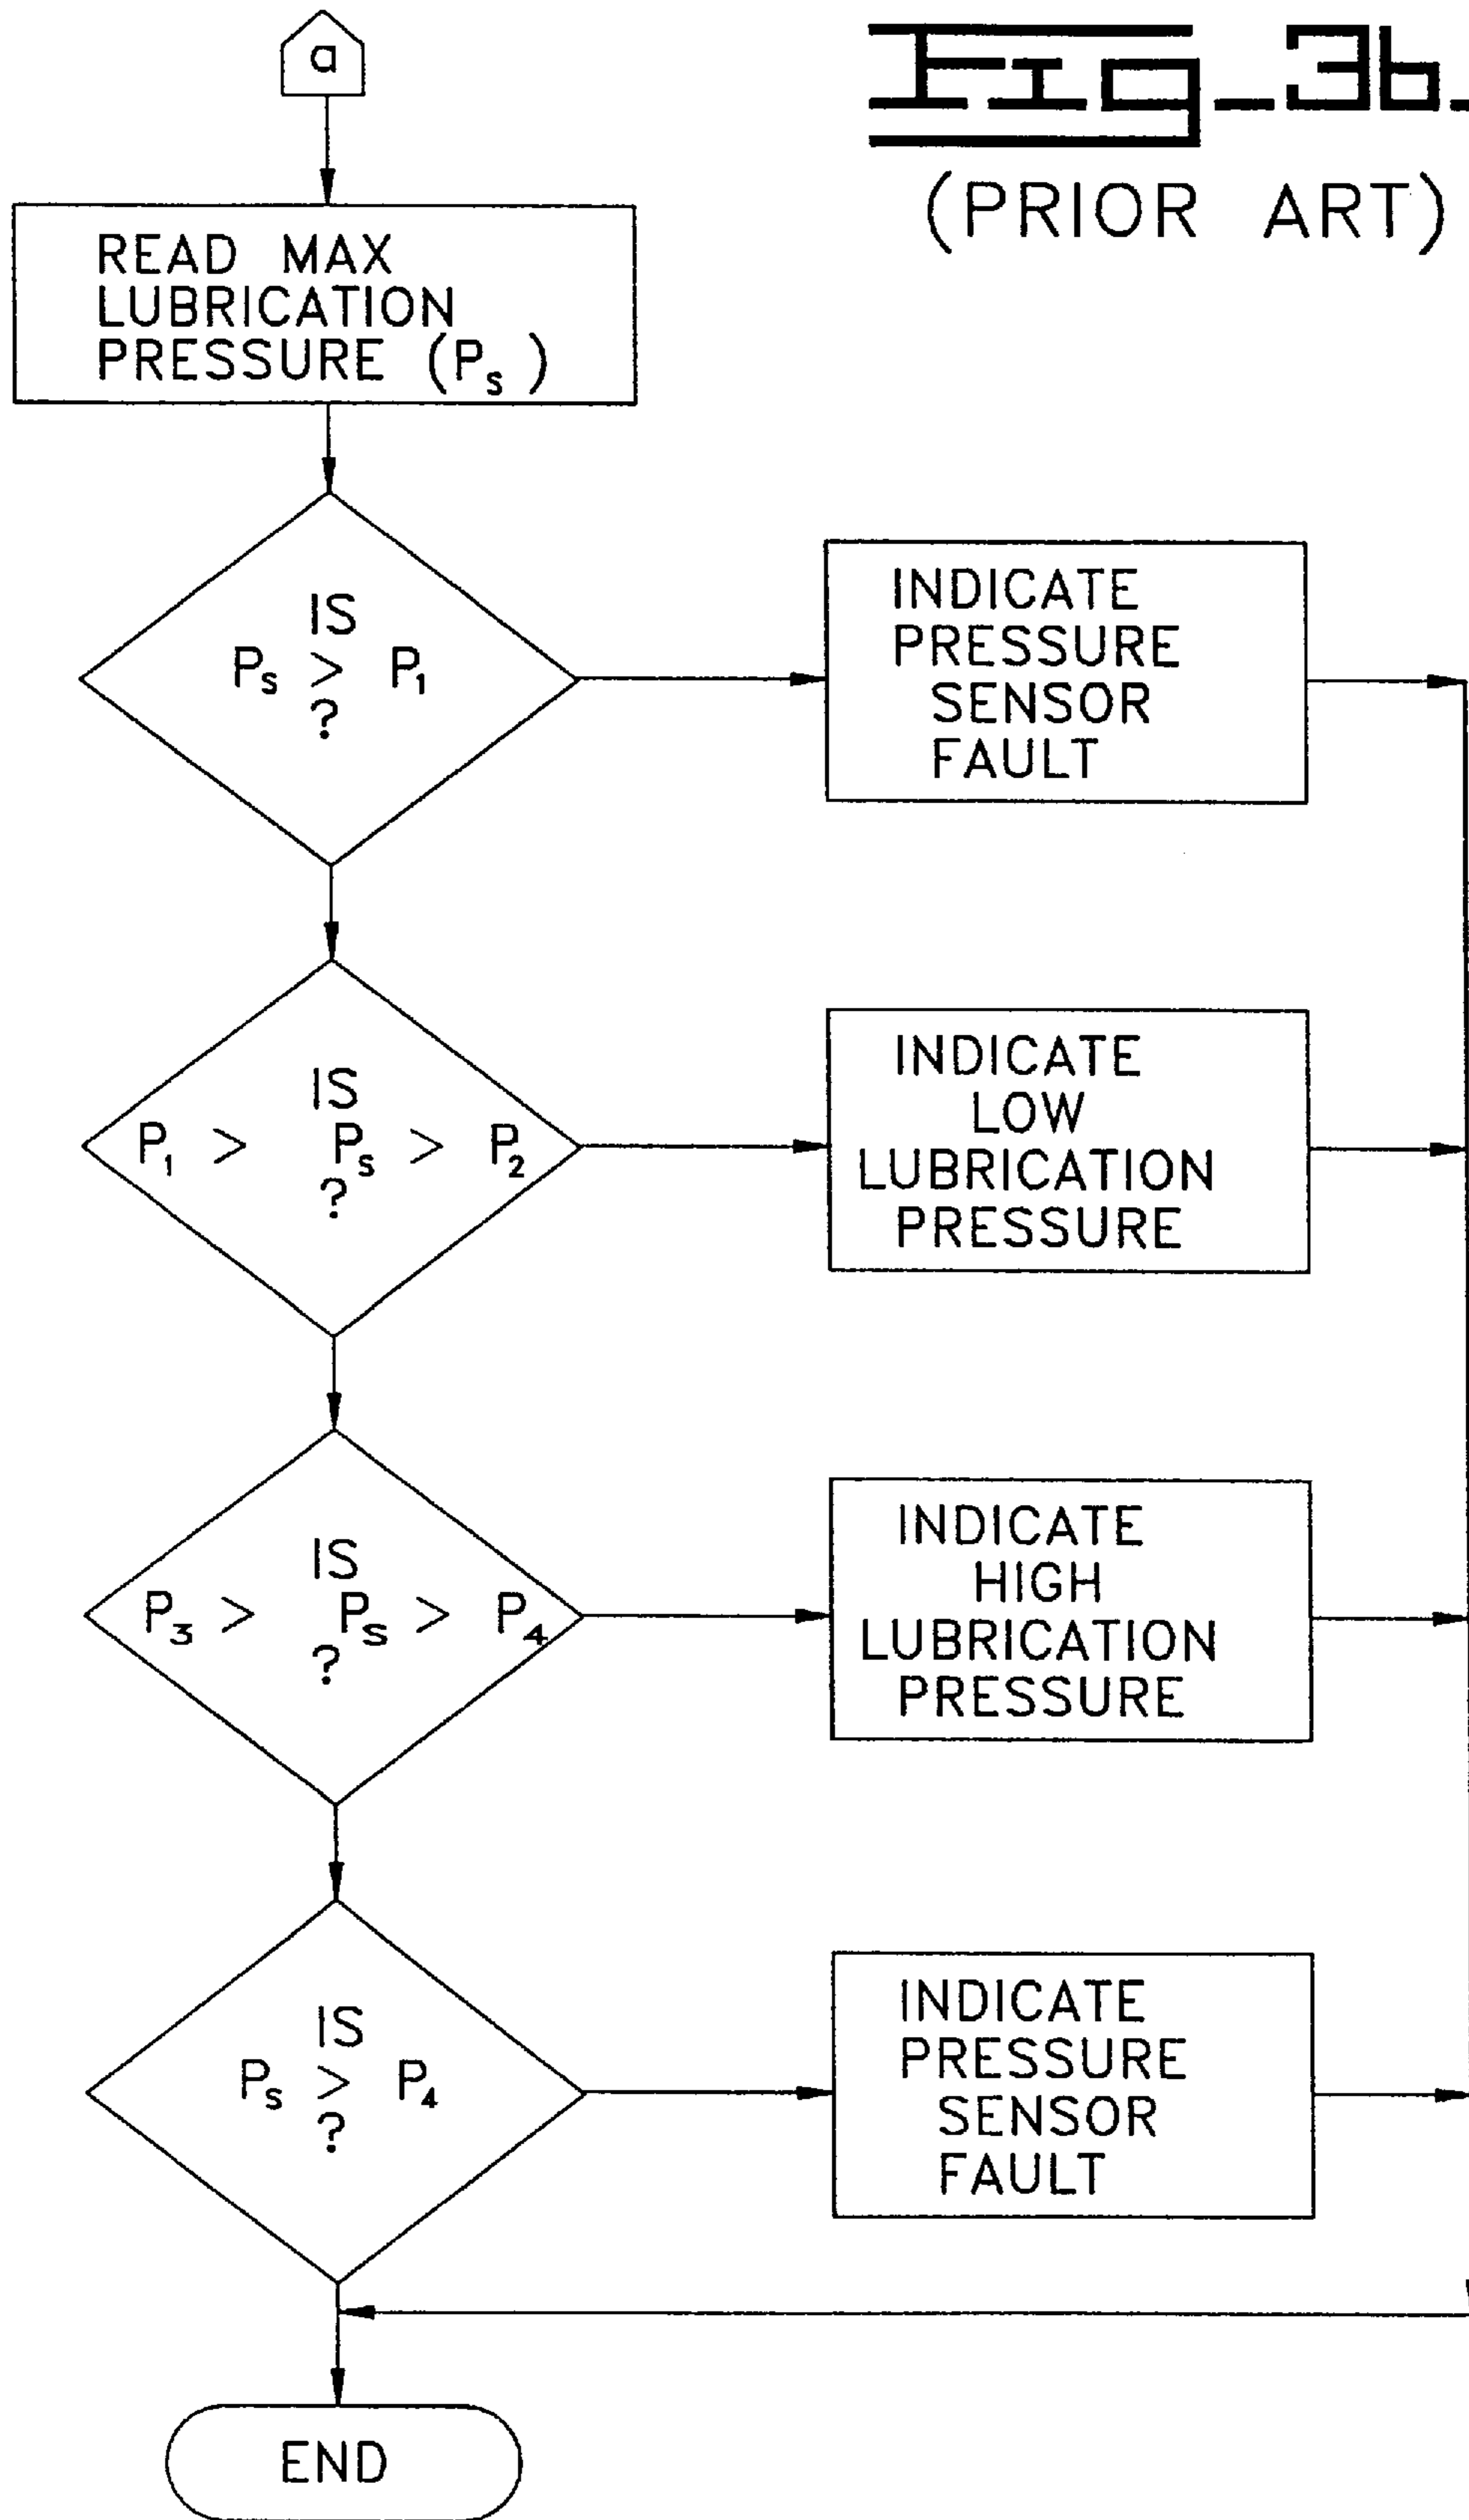 a
Fig_3b_
(PRIOR ART)
READ MAX
LUBRICATION
PRESSURE (Ps)
IS
Ps > P1
?
INDICATE
PRESSURE
SENSOR
FAULT
IS
P1 > Ps > P2
?
INDICATE
LOW
LUBRICATION
PRESSURE
IS
P3 > Ps > P4
?
INDICATE
HIGH
LUBRICATION
PRESSURE
IS
Ps > P4
?
INDICATE
PRESSURE
SENSOR
FAULT
END